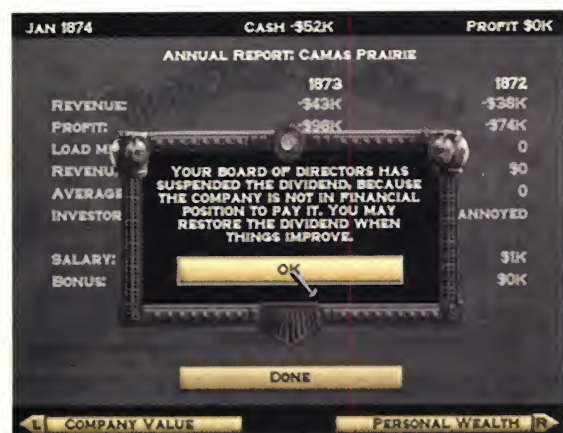 JAN 1874 CASH -$52K PROFIT $0K
ANNUAL REPORT: CAMAS PRAIRIE
1873 1872
REVENUE: -$43K -$38K
PROFIT: -$98K -$74K
LOAD 0
REVENU $0
AVERAGE 0
INVESTOR ANNOYED
YOUR BOARD OF DIRECTORS HAS
SUSPENDED THE DIVIDEND, BECAUSE
THE COMPANY IS NOT IN FINANCIAL
POSITION TO PAY IT. YOU MAY
RESTORE THE DIVIDEND WHEN
THINGS IMPROVE.
OK
SALARY: $1K
BONUS: $0K
DONE
L COMPANY VALUE PERSONAL WEALTH R